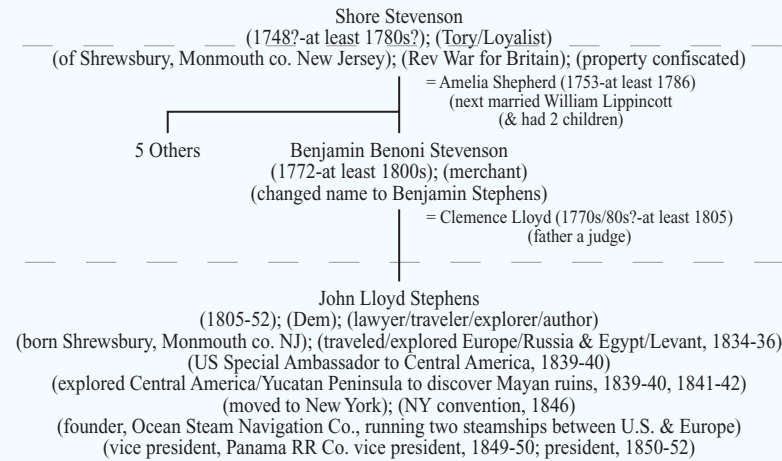 Shore Stevenson
(1748?-at least 1780s?); (Tory/Loyalist)
(of Shrewsbury, Monmouth co. New Jersey); (Rev War for Britain); (property confiscated)
= Amelia Shepherd (1753-at least 1786)
(next married William Lippincott
(& had 2 children)
5 Others
Benjamin Benoni Stevenson
(1772-at least 1800s); (merchant)
(changed name to Benjamin Stephens)
= Clemence Lloyd (1770s/80s?-at least 1805)
(father a judge)
John Lloyd Stephens
(1805-52); (Dem); (lawyer/traveler/explorer/author)
(born Shrewsbury, Monmouth co. NJ); (traveled/explored Europe/Russia & Egypt/Levant, 1834-36)
(US Special Ambassador to Central America, 1839-40)
(explored Central America/Yucatan Peninsula to discover Mayan ruins, 1839-40, 1841-42)
(moved to New York); (NY convention, 1846)
(founder, Ocean Steam Navigation Co., running two steamships between U.S. & Europe)
(vice president, Panama RR Co. vice president, 1849-50; president, 1850-52)